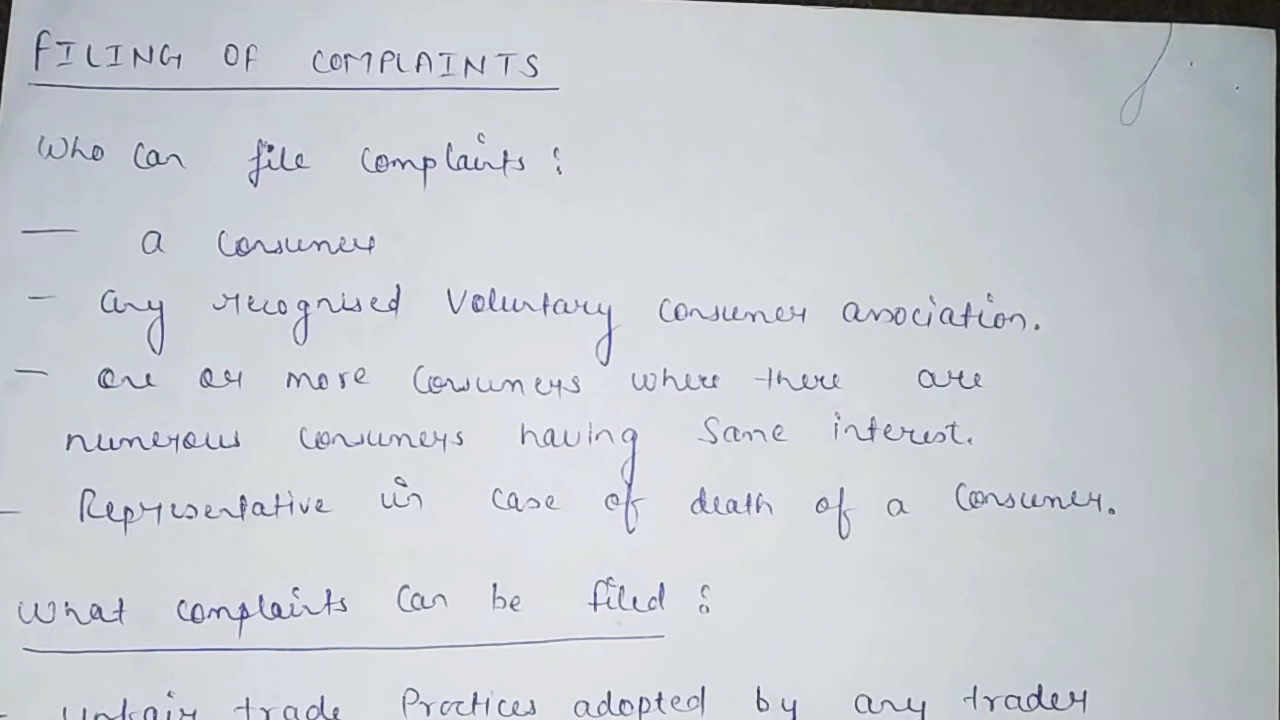 FILING OF COMPLAINTS
Who can file complaints :
— a consumer
- any recognised Voluntary consumer association.
- one or more consumers where there are
numerous consumers having same interest.
- Representative in case of death of a consumer.
What complaints can be filed :
- unfair trade Practices adopted by any trader